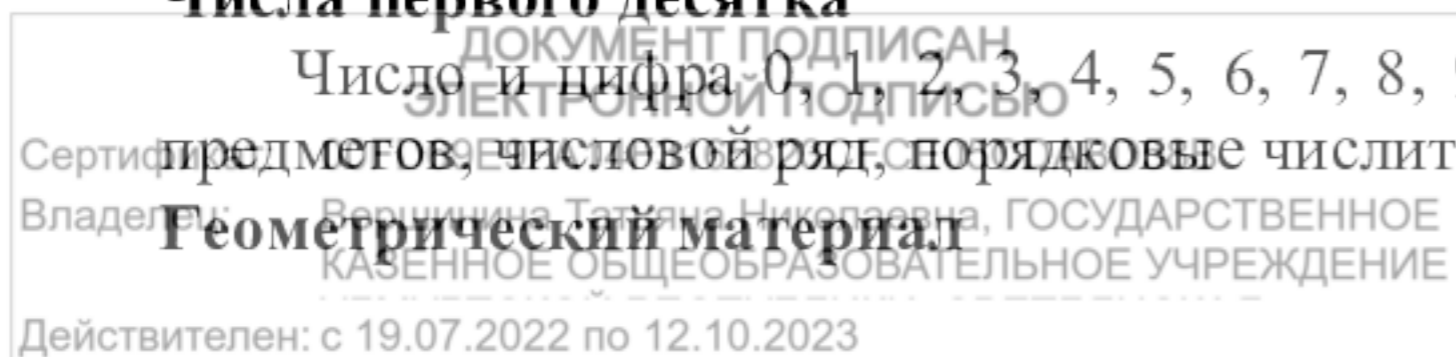 Числа первого десятка
ДОКУМЕНТ ПОДПИСАН
Число и цифра 0, 1, 2, 3, 4, 5, 6, 7, 8,
ЭЛЕКТРОННОЙ ПОДПИСЬЮ
предметов, числовой ряд, порядковые числит
Владелец: Вершинина Татьяна Николаевна, ГОСУДАРСТВЕННОЕ
Геометрический материал
КАЗЕННОЕ ОБЩЕОБРАЗОВАТЕЛЬНОЕ УЧРЕЖДЕНИЕ
Действителен: с 19.07.2022 по 12.10.2023